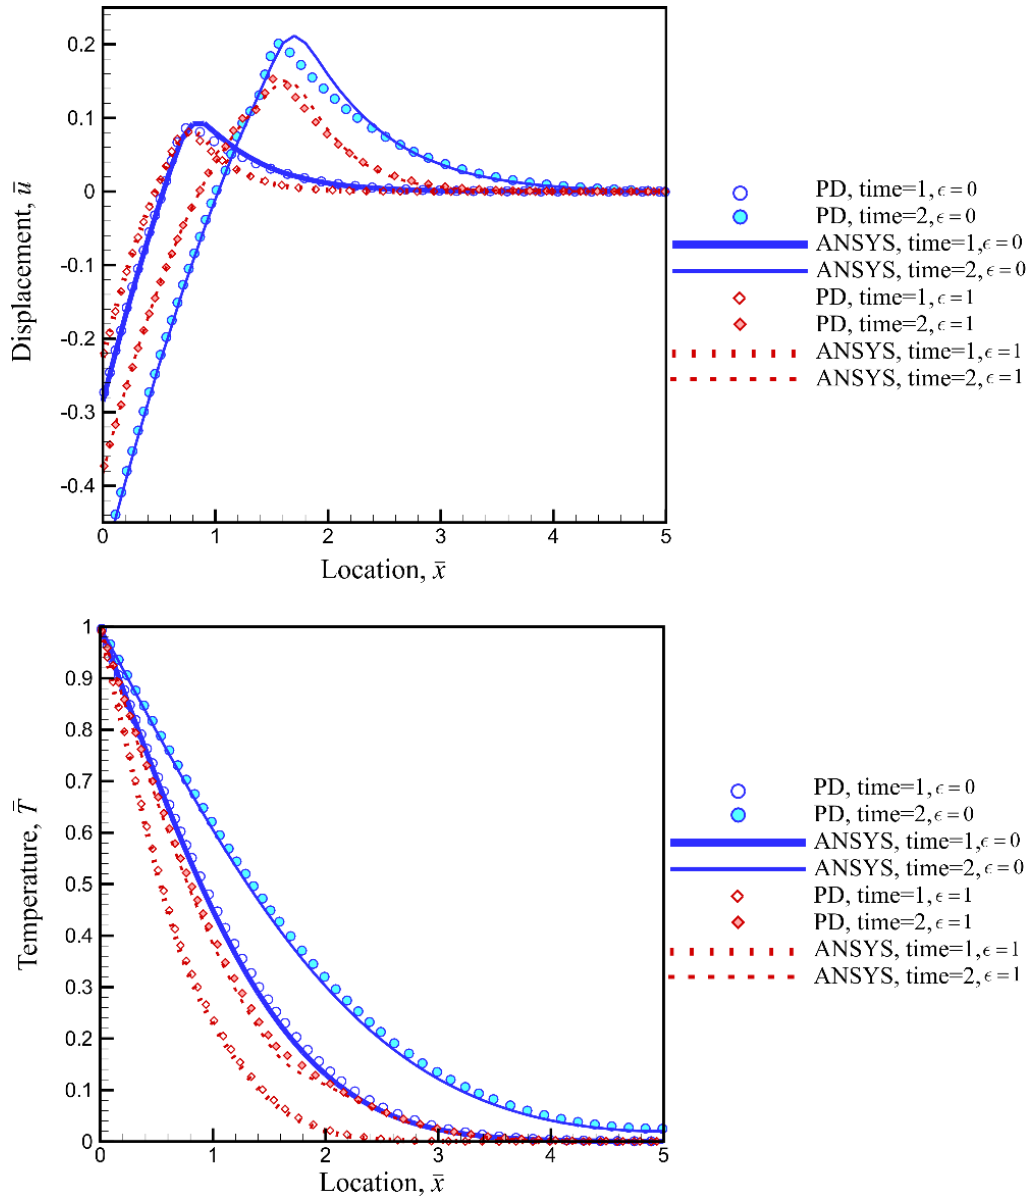 0.2
0.1
0
-0.1
-0.2
-0.3
-0.4
Displacement, ū
0 1 2 3 4 5
Location, x̄
PD, time=1, ϵ = 0
PD, time=2, ϵ = 0
ANSYS, time=1, ϵ = 0
ANSYS, time=2, ϵ = 0
PD, time=1, ϵ = 1
PD, time=2, ϵ = 1
ANSYS, time=1, ϵ = 1
ANSYS, time=2, ϵ = 1
1
0.9
0.8
0.7
0.6
0.5
0.4
0.3
0.2
0.1
0
Temperature, T̄
0 1 2 3 4 5
Location, x̄
PD, time=1, ϵ = 0
PD, time=2, ϵ = 0
ANSYS, time=1, ϵ = 0
ANSYS, time=2, ϵ = 0
PD, time=1, ϵ = 1
PD, time=2, ϵ = 1
ANSYS, time=1, ϵ = 1
ANSYS, time=2, ϵ = 1